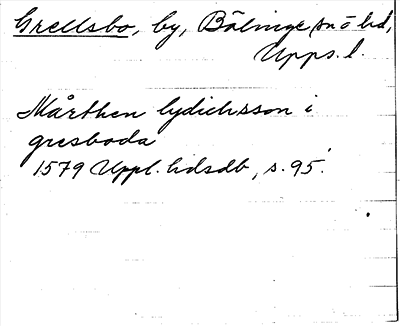 Grellsbo, by, Bälinge sn o hd,
Upps. l.
Mårthen lydichsson i
gresboda
1579 Uppl. hdsdb, s. 95.